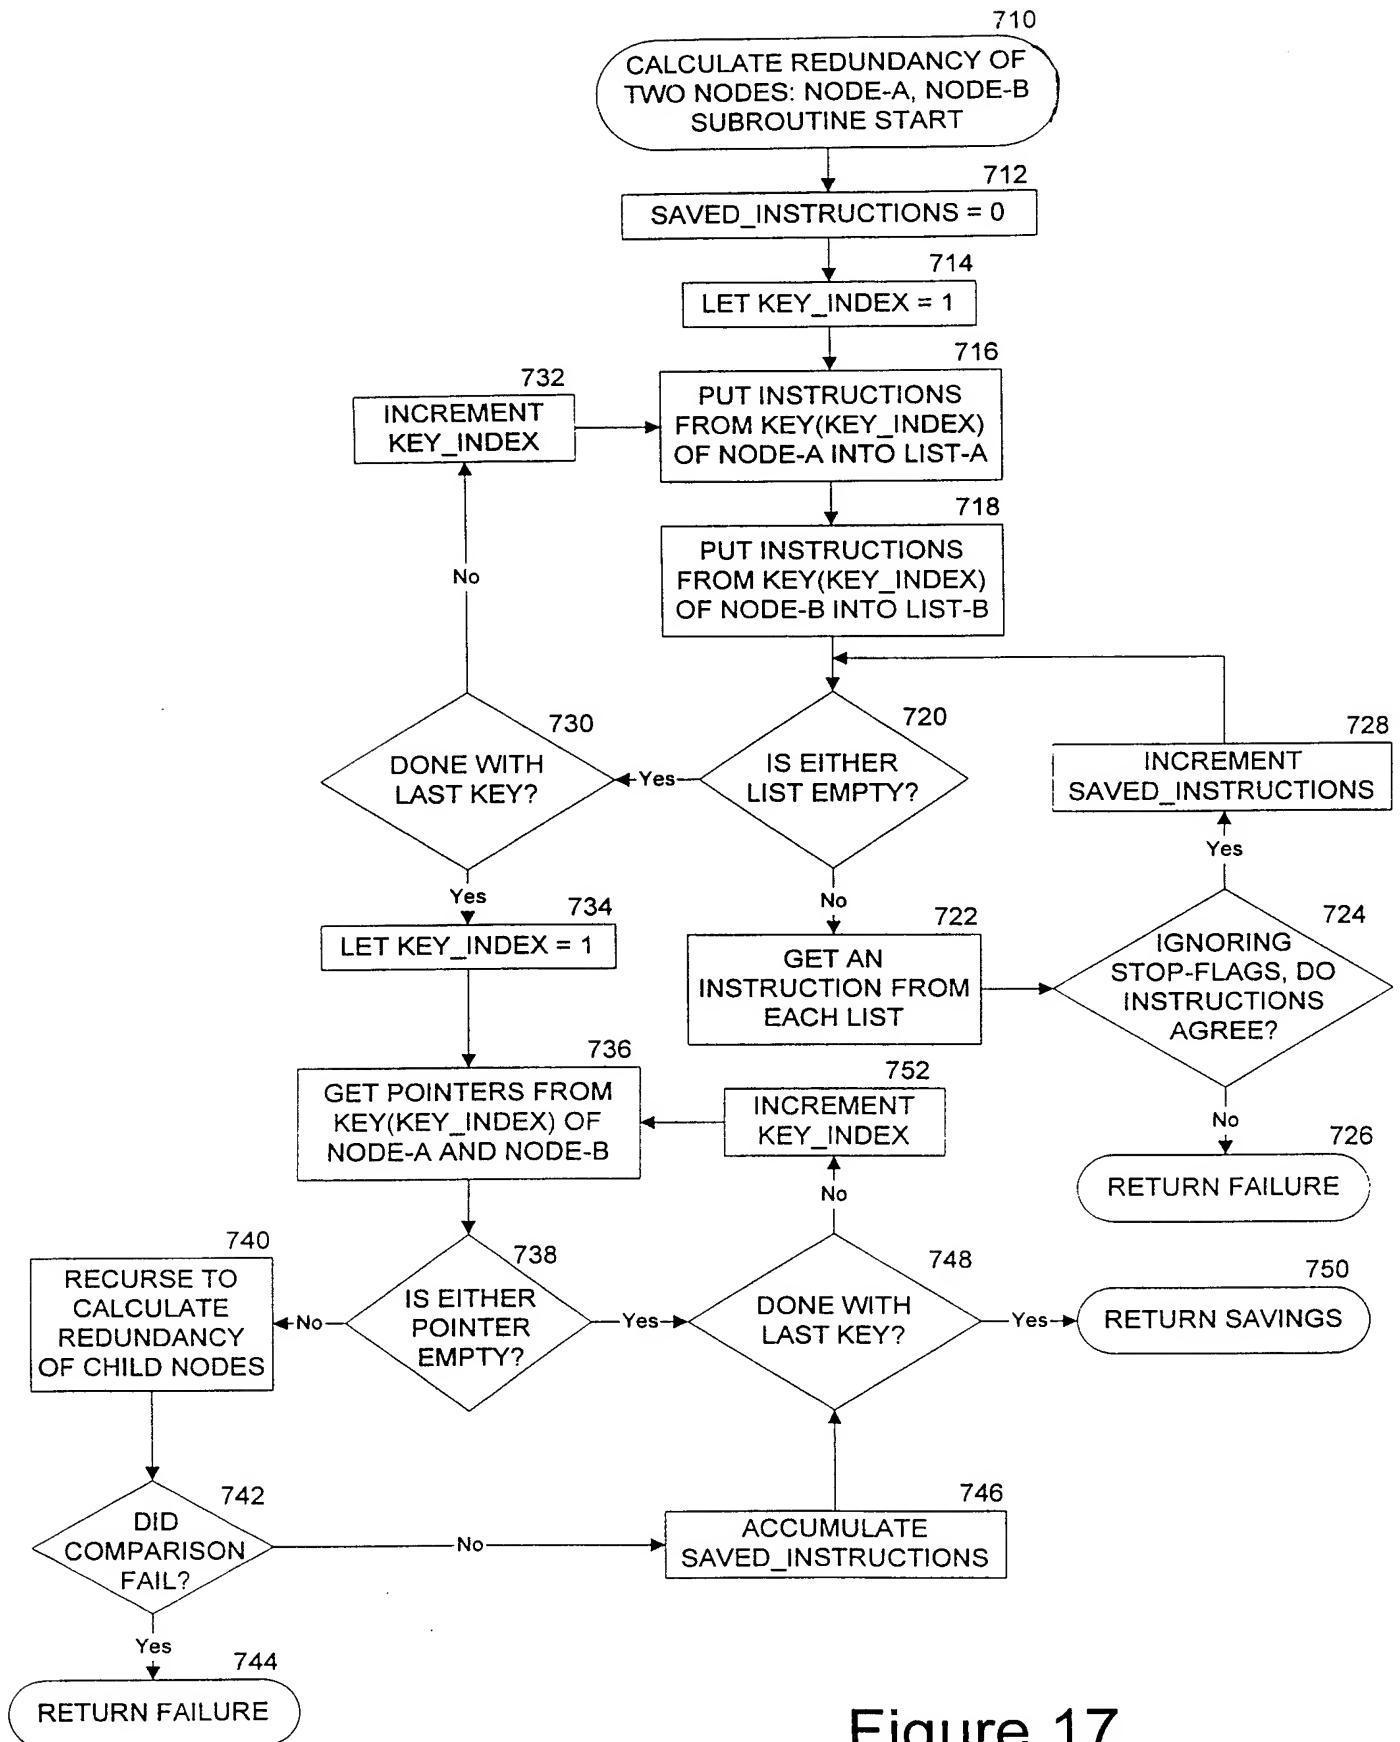 710
CALCULATE REDUNDANCY OF
TWO NODES: NODE-A, NODE-B
SUBROUTINE START
712
SAVED_INSTRUCTIONS = 0
714
LET KEY_INDEX = 1
716
PUT INSTRUCTIONS
FROM KEY(KEY_INDEX)
OF NODE-A INTO LIST-A
732
INCREMENT
KEY_INDEX
718
PUT INSTRUCTIONS
FROM KEY(KEY_INDEX)
OF NODE-B INTO LIST-B
No
730
DONE WITH
LAST KEY?
Yes
720
IS EITHER
LIST EMPTY?
728
INCREMENT
SAVED_INSTRUCTIONS
Yes
Yes
734
LET KEY_INDEX = 1
No
722
GET AN
INSTRUCTION FROM
EACH LIST
724
IGNORING
STOP-FLAGS, DO
INSTRUCTIONS
AGREE?
No
726
RETURN FAILURE
736
GET POINTERS FROM
KEY(KEY_INDEX) OF
NODE-A AND NODE-B
752
INCREMENT
KEY_INDEX
No
740
RECURSE TO
CALCULATE
REDUNDANCY
OF CHILD NODES
No
738
IS EITHER
POINTER
EMPTY?
Yes
748
DONE WITH
LAST KEY?
Yes
750
RETURN SAVINGS
742
DID
COMPARISON
FAIL?
No
746
ACCUMULATE
SAVED_INSTRUCTIONS
Yes
744
RETURN FAILURE
Figure 17